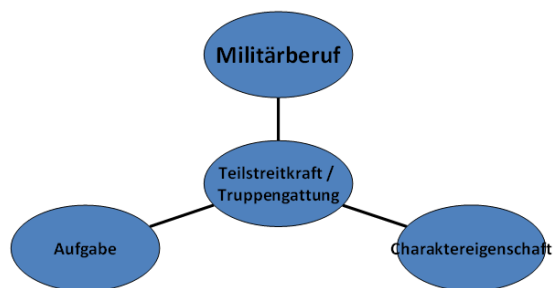 Militärberuf
Teilstreitkraft /
Truppengattung
Aufgabe
Charaktereigenschaft